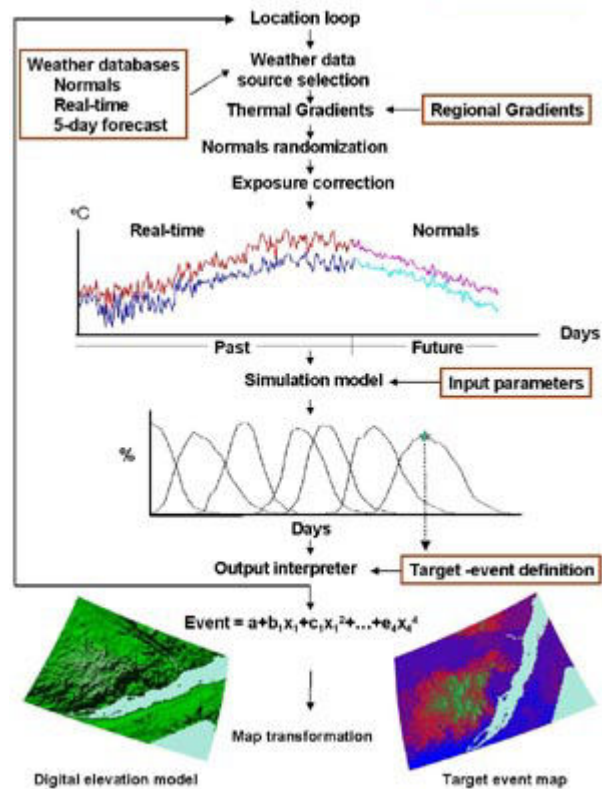 Location loop
Weather databases
Normals
Real-time
5-day forecast
Weather data
source selection
Thermal Gradients
Regional Gradients
Normals randomization
Exposure correction
°C
Real-time
Normals
Days
Past
Future
Simulation model
Input parameters
%
Days
Output interpreter
Target -event definition
Event = a+b₁x₁+c₁x₁²+…+e₄x₄⁴
Map transformation
Digital elevation model
Target event map